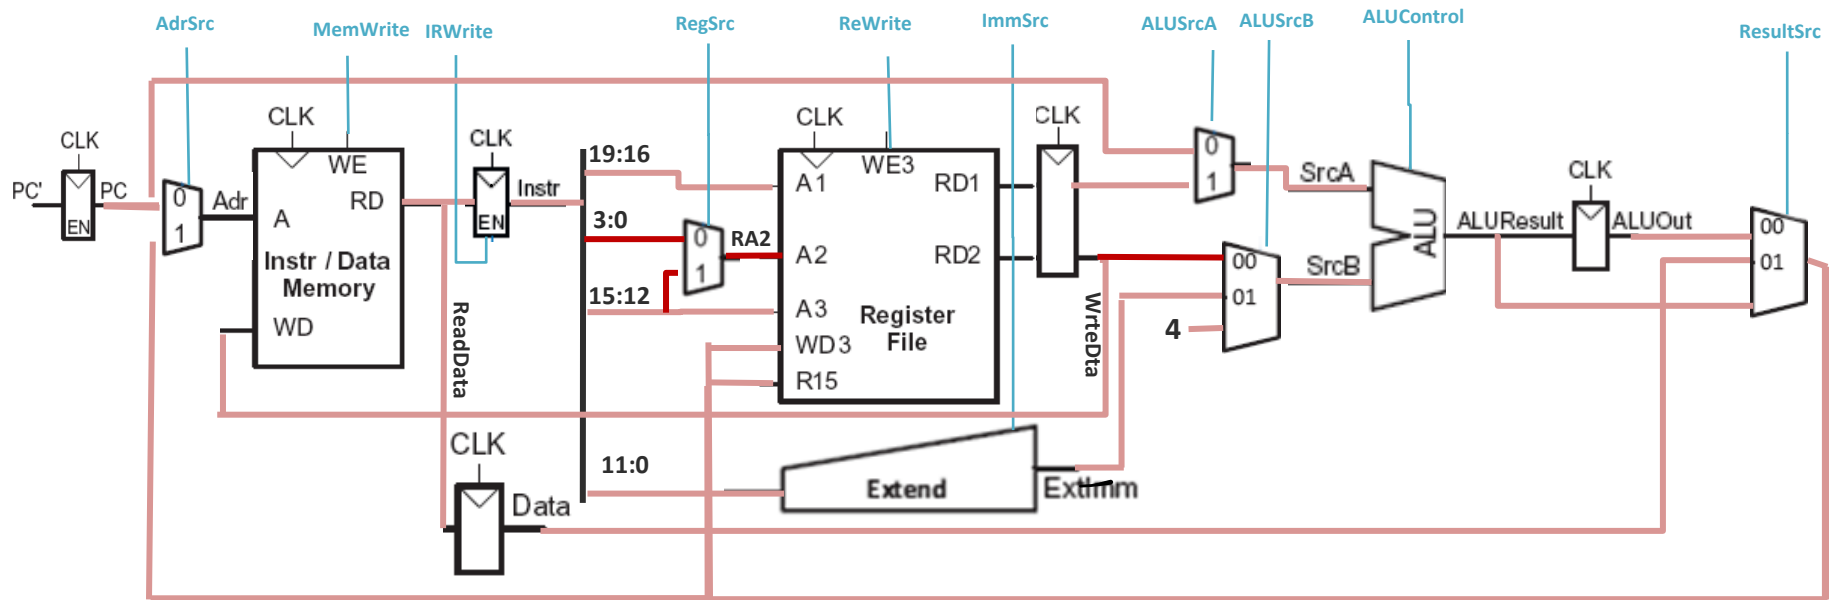 AdrSrc
MemWrite
IRWrite
RegSrc
ReWrite
ImmSrc
ALUSrcA
ALUSrcB
ALUControl
ResultSrc
CLK
PC'
PC
EN
0
1
Adr
CLK
WE
RD
A
Instr / Data
Memory
WD
CLK
Instr
EN
ReadData
CLK
Data
19:16
3:0
15:12
11:0
0
1
RA2
CLK
WE3
A1
RD1
A2
RD2
A3
Register
File
WD3
R15
Extend
ExtImm
CLK
WrteDta
0
1
SrcA
00
01
4
SrcB
ALU
ALUResult
CLK
ALUOut
00
01